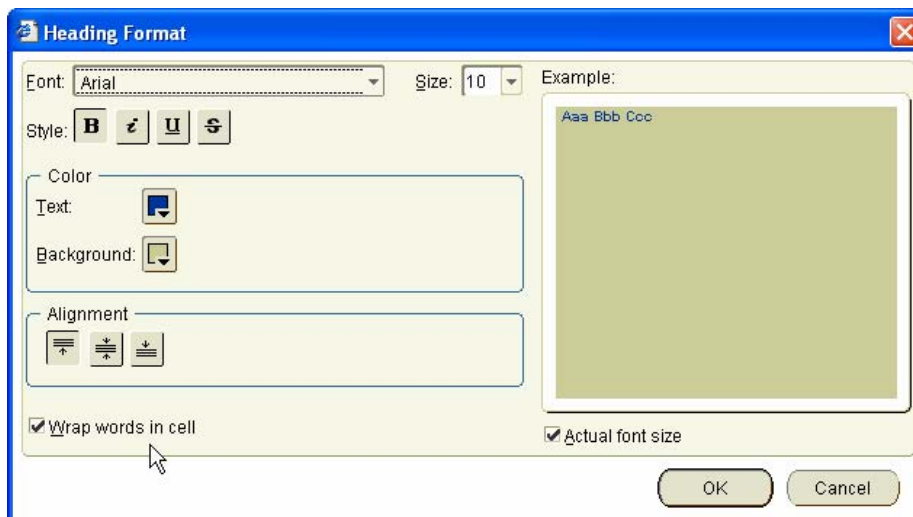 Heading Format
Font: Arial Size: 10 Example:
Style: B i U S
Aaa Bbb Ccc
Color
Text:
Background:
Alignment
Wrap words in cell
Actual font size
OK Cancel